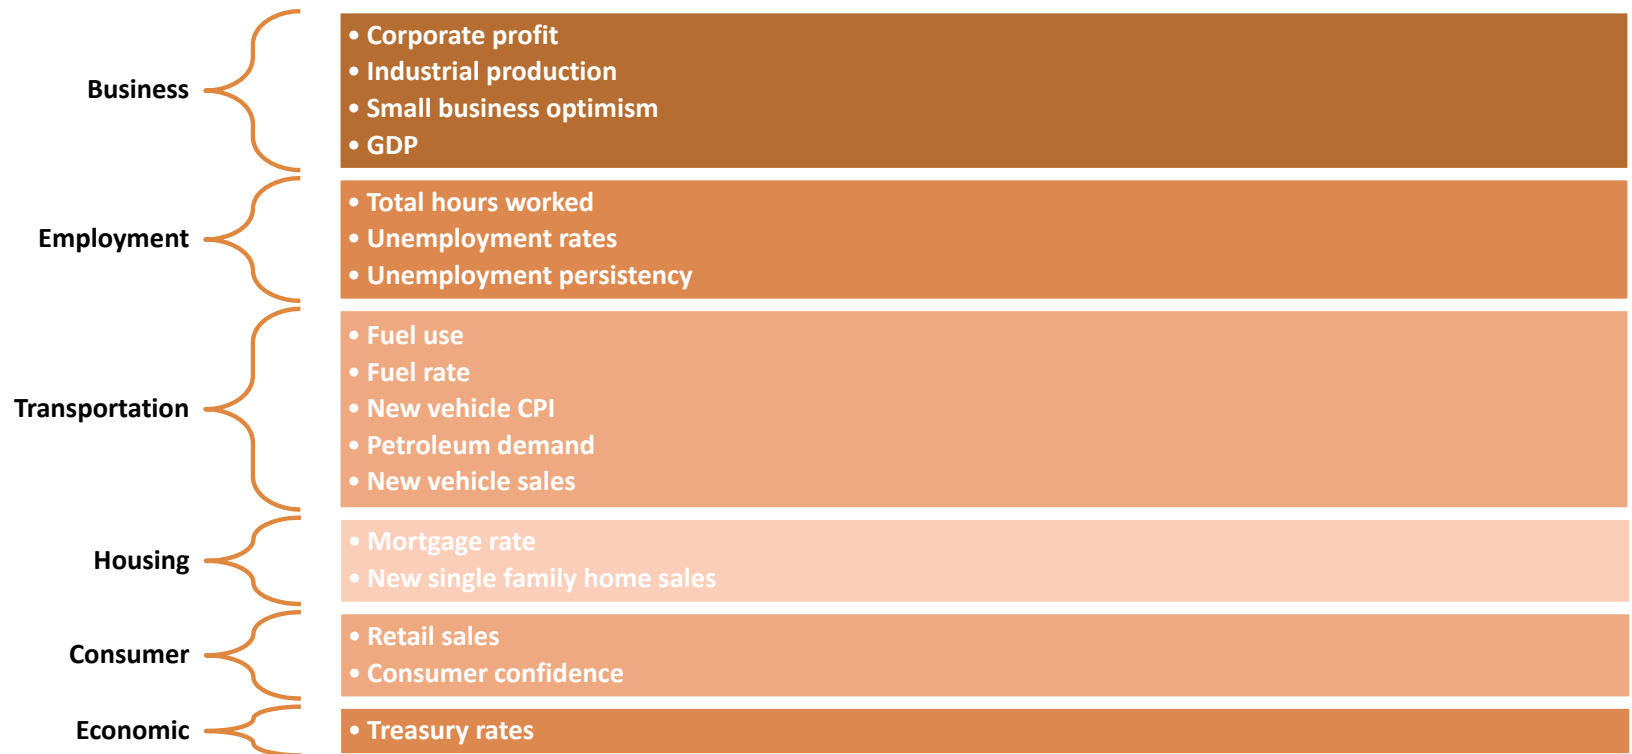 Business
• Corporate profit
• Industrial production
• Small business optimism
• GDP
Employment
• Total hours worked
• Unemployment rates
• Unemployment persistency
Transportation
• Fuel use
• Fuel rate
• New vehicle CPI
• Petroleum demand
• New vehicle sales
Housing
• Mortgage rate
• New single family home sales
Consumer
• Retail sales
• Consumer confidence
Economic
• Treasury rates